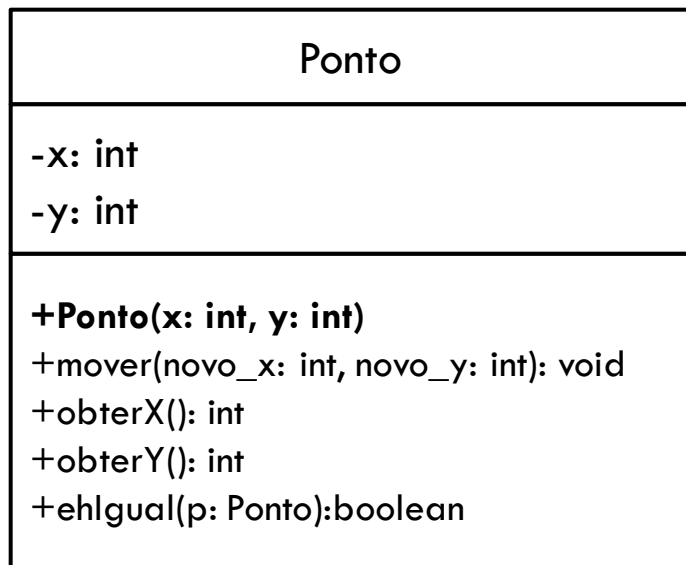 Ponto
-x: int
-y: int
+Ponto(x: int, y: int)
+mover(novo_x: int, novo_y: int): void
+obterX(): int
+obterY(): int
+ehIgual(p: Ponto):boolean